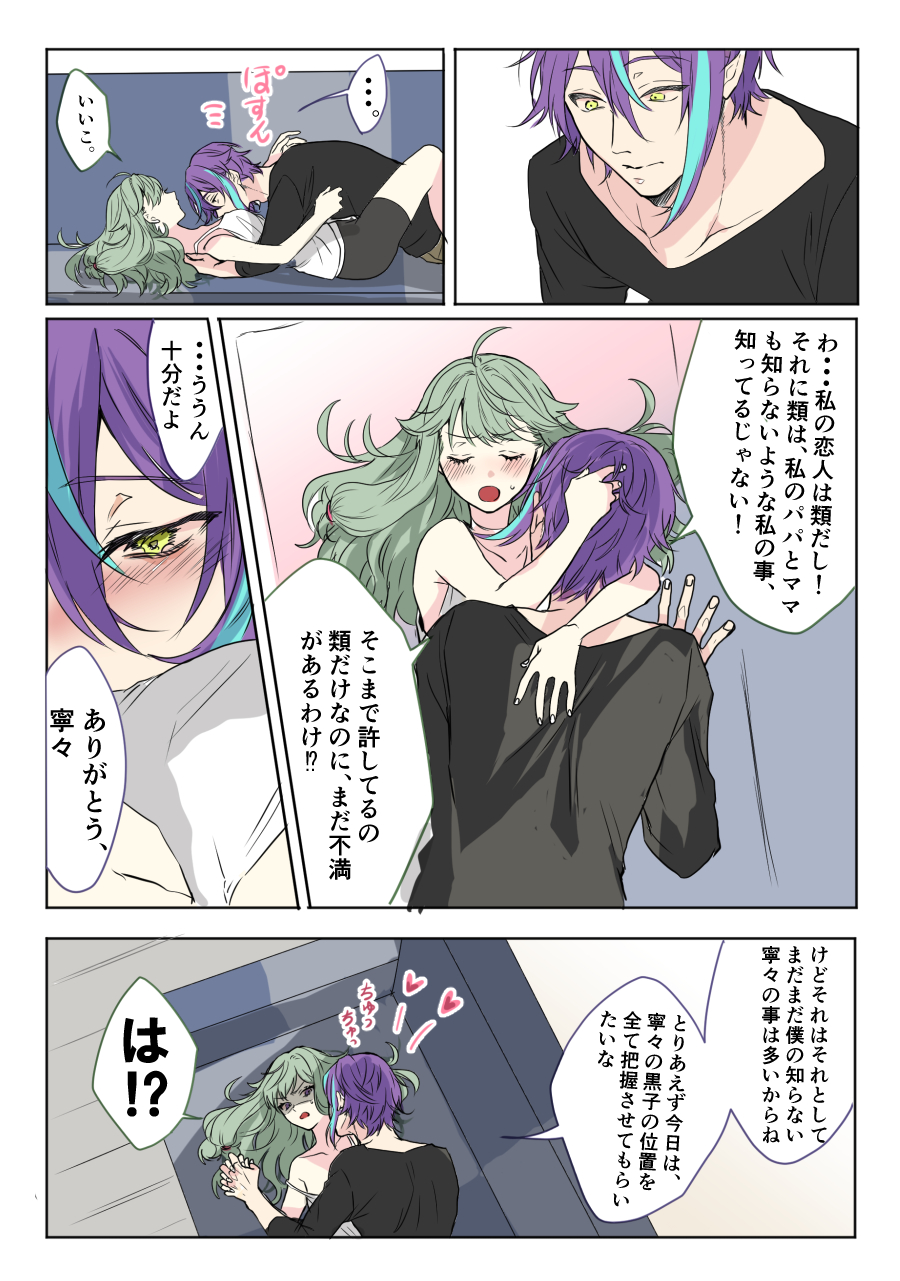 ・・・。
ぽすん
いいこ。
わ・・・私の恋人は類だし！
それに類は、私のパパとママ
も知らないような私の事、
知ってるじゃない！
そこまで許してるの
類だけなのに、まだ不満
があるわけ!?
・・・ううん
十分だよ
ありがとう、
寧々
けどそれはそれとして
まだまだ僕の知らない
寧々の事は多いからね
とりあえず今日は、
寧々の黒子の位置を
全て把握させてもらい
たいな
ちゅっ
ちゅっ
は!?